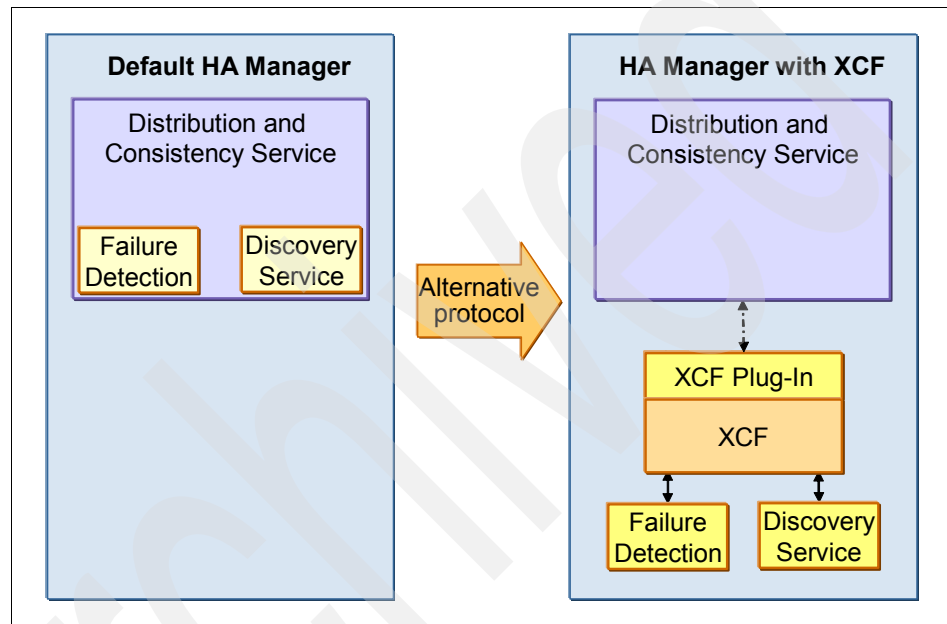 Default HA Manager
Distribution and
Consistency Service
Failure
Detection
Discovery
Service
Alternative
protocol
HA Manager with XCF
Distribution and
Consistency Service
XCF Plug-In
XCF
Failure
Detection
Discovery
Service